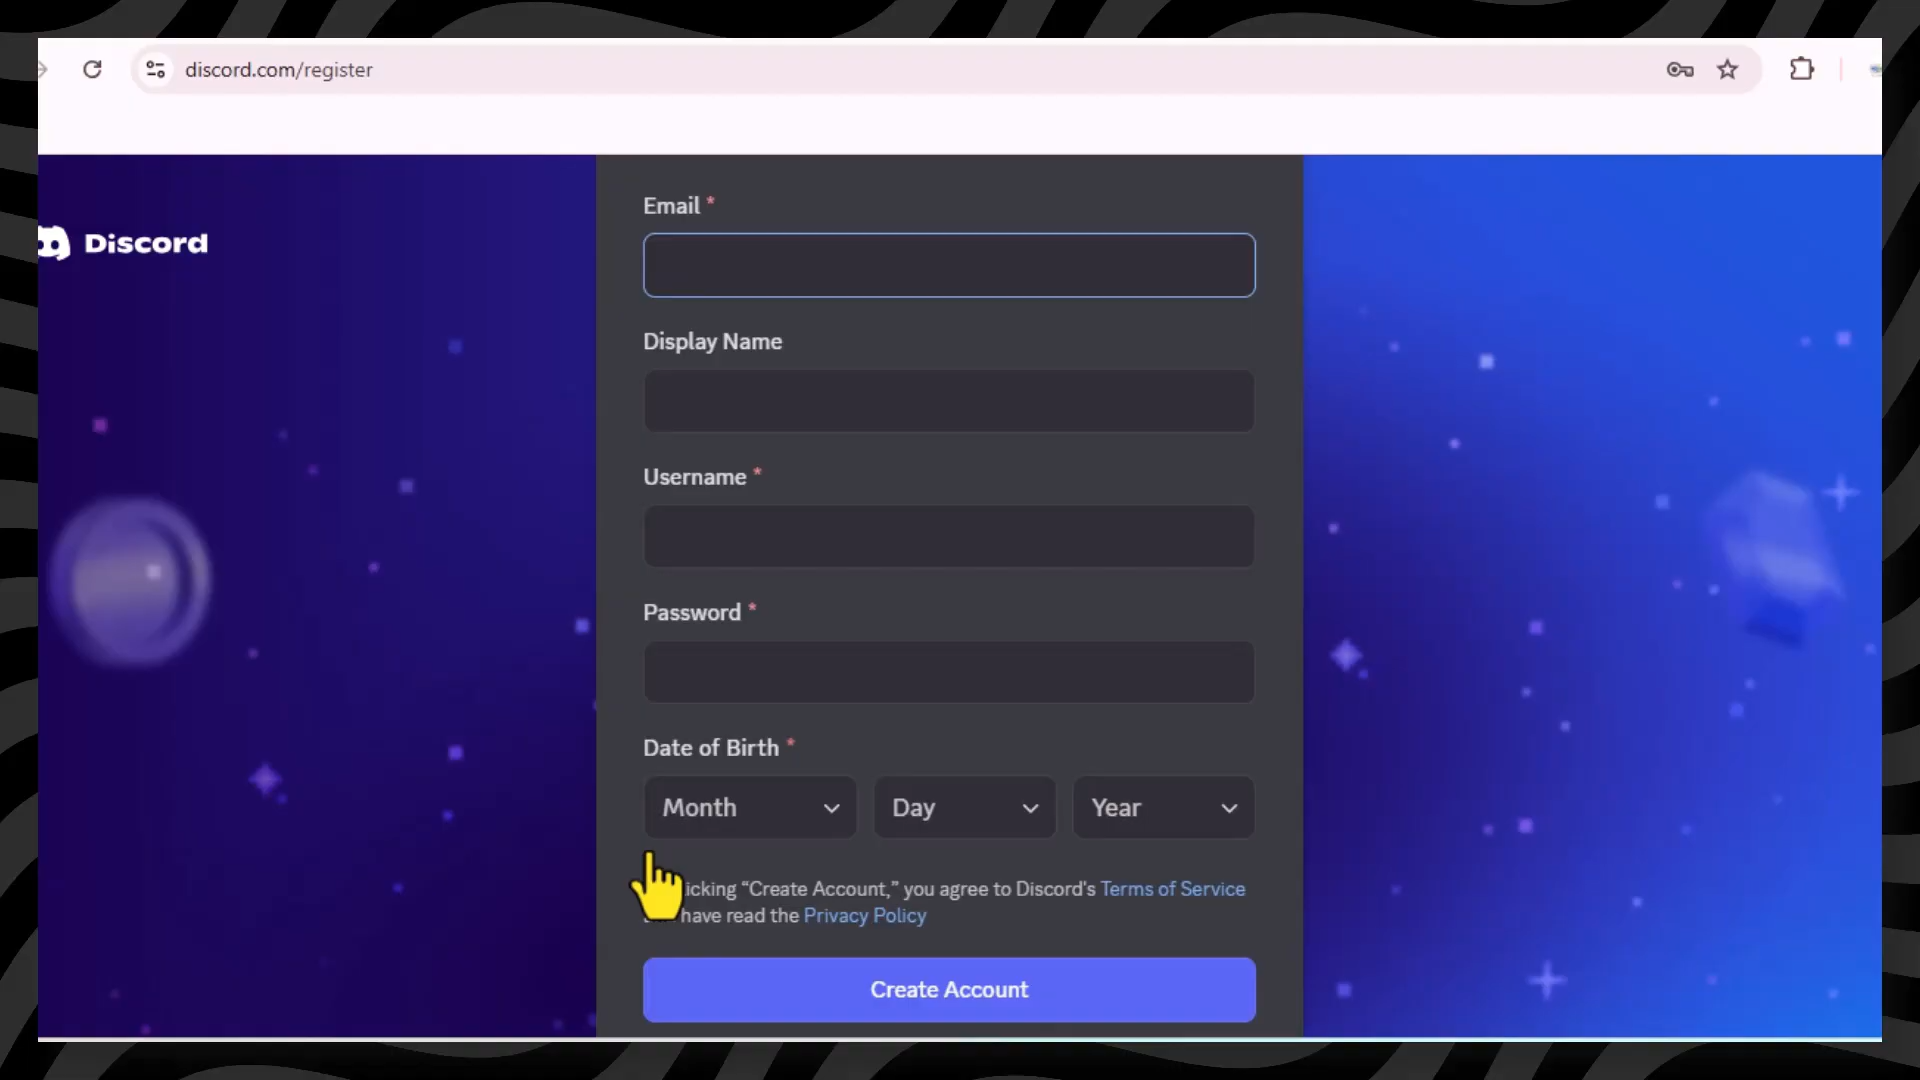 discord.com/register
Discord
Email *
Display Name
Username *
Password *
Date of Birth *
Month Day Year
icking “Create Account,” you agree to Discord's Terms of Service
have read the Privacy Policy
Create Account